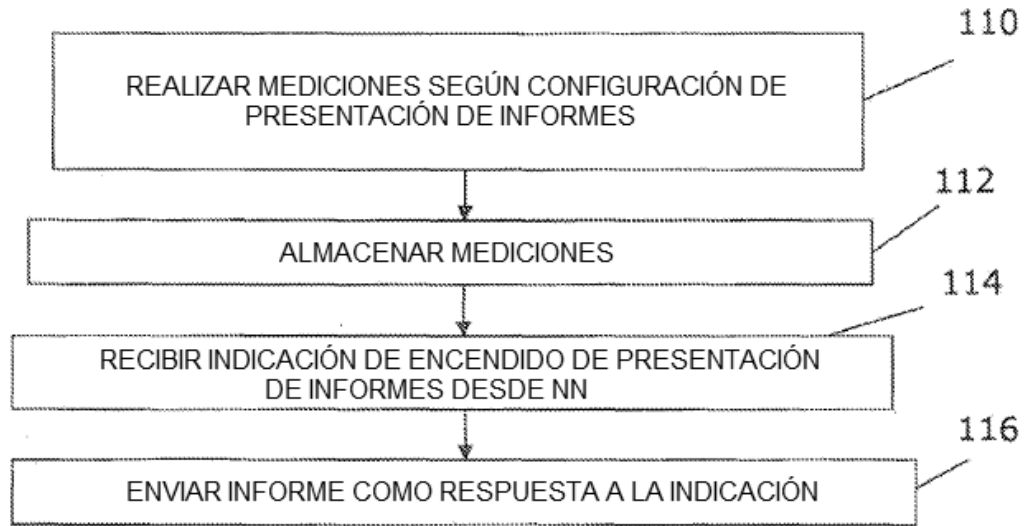 110
REALIZAR MEDICIONES SEGÚN CONFIGURACIÓN DE
PRESENTACIÓN DE INFORMES
112
ALMACENAR MEDICIONES
114
RECIBIR INDICACIÓN DE ENCENDIDO DE PRESENTACIÓN
DE INFORMES DESDE NN
116
ENVIAR INFORME COMO RESPUESTA A LA INDICACIÓN